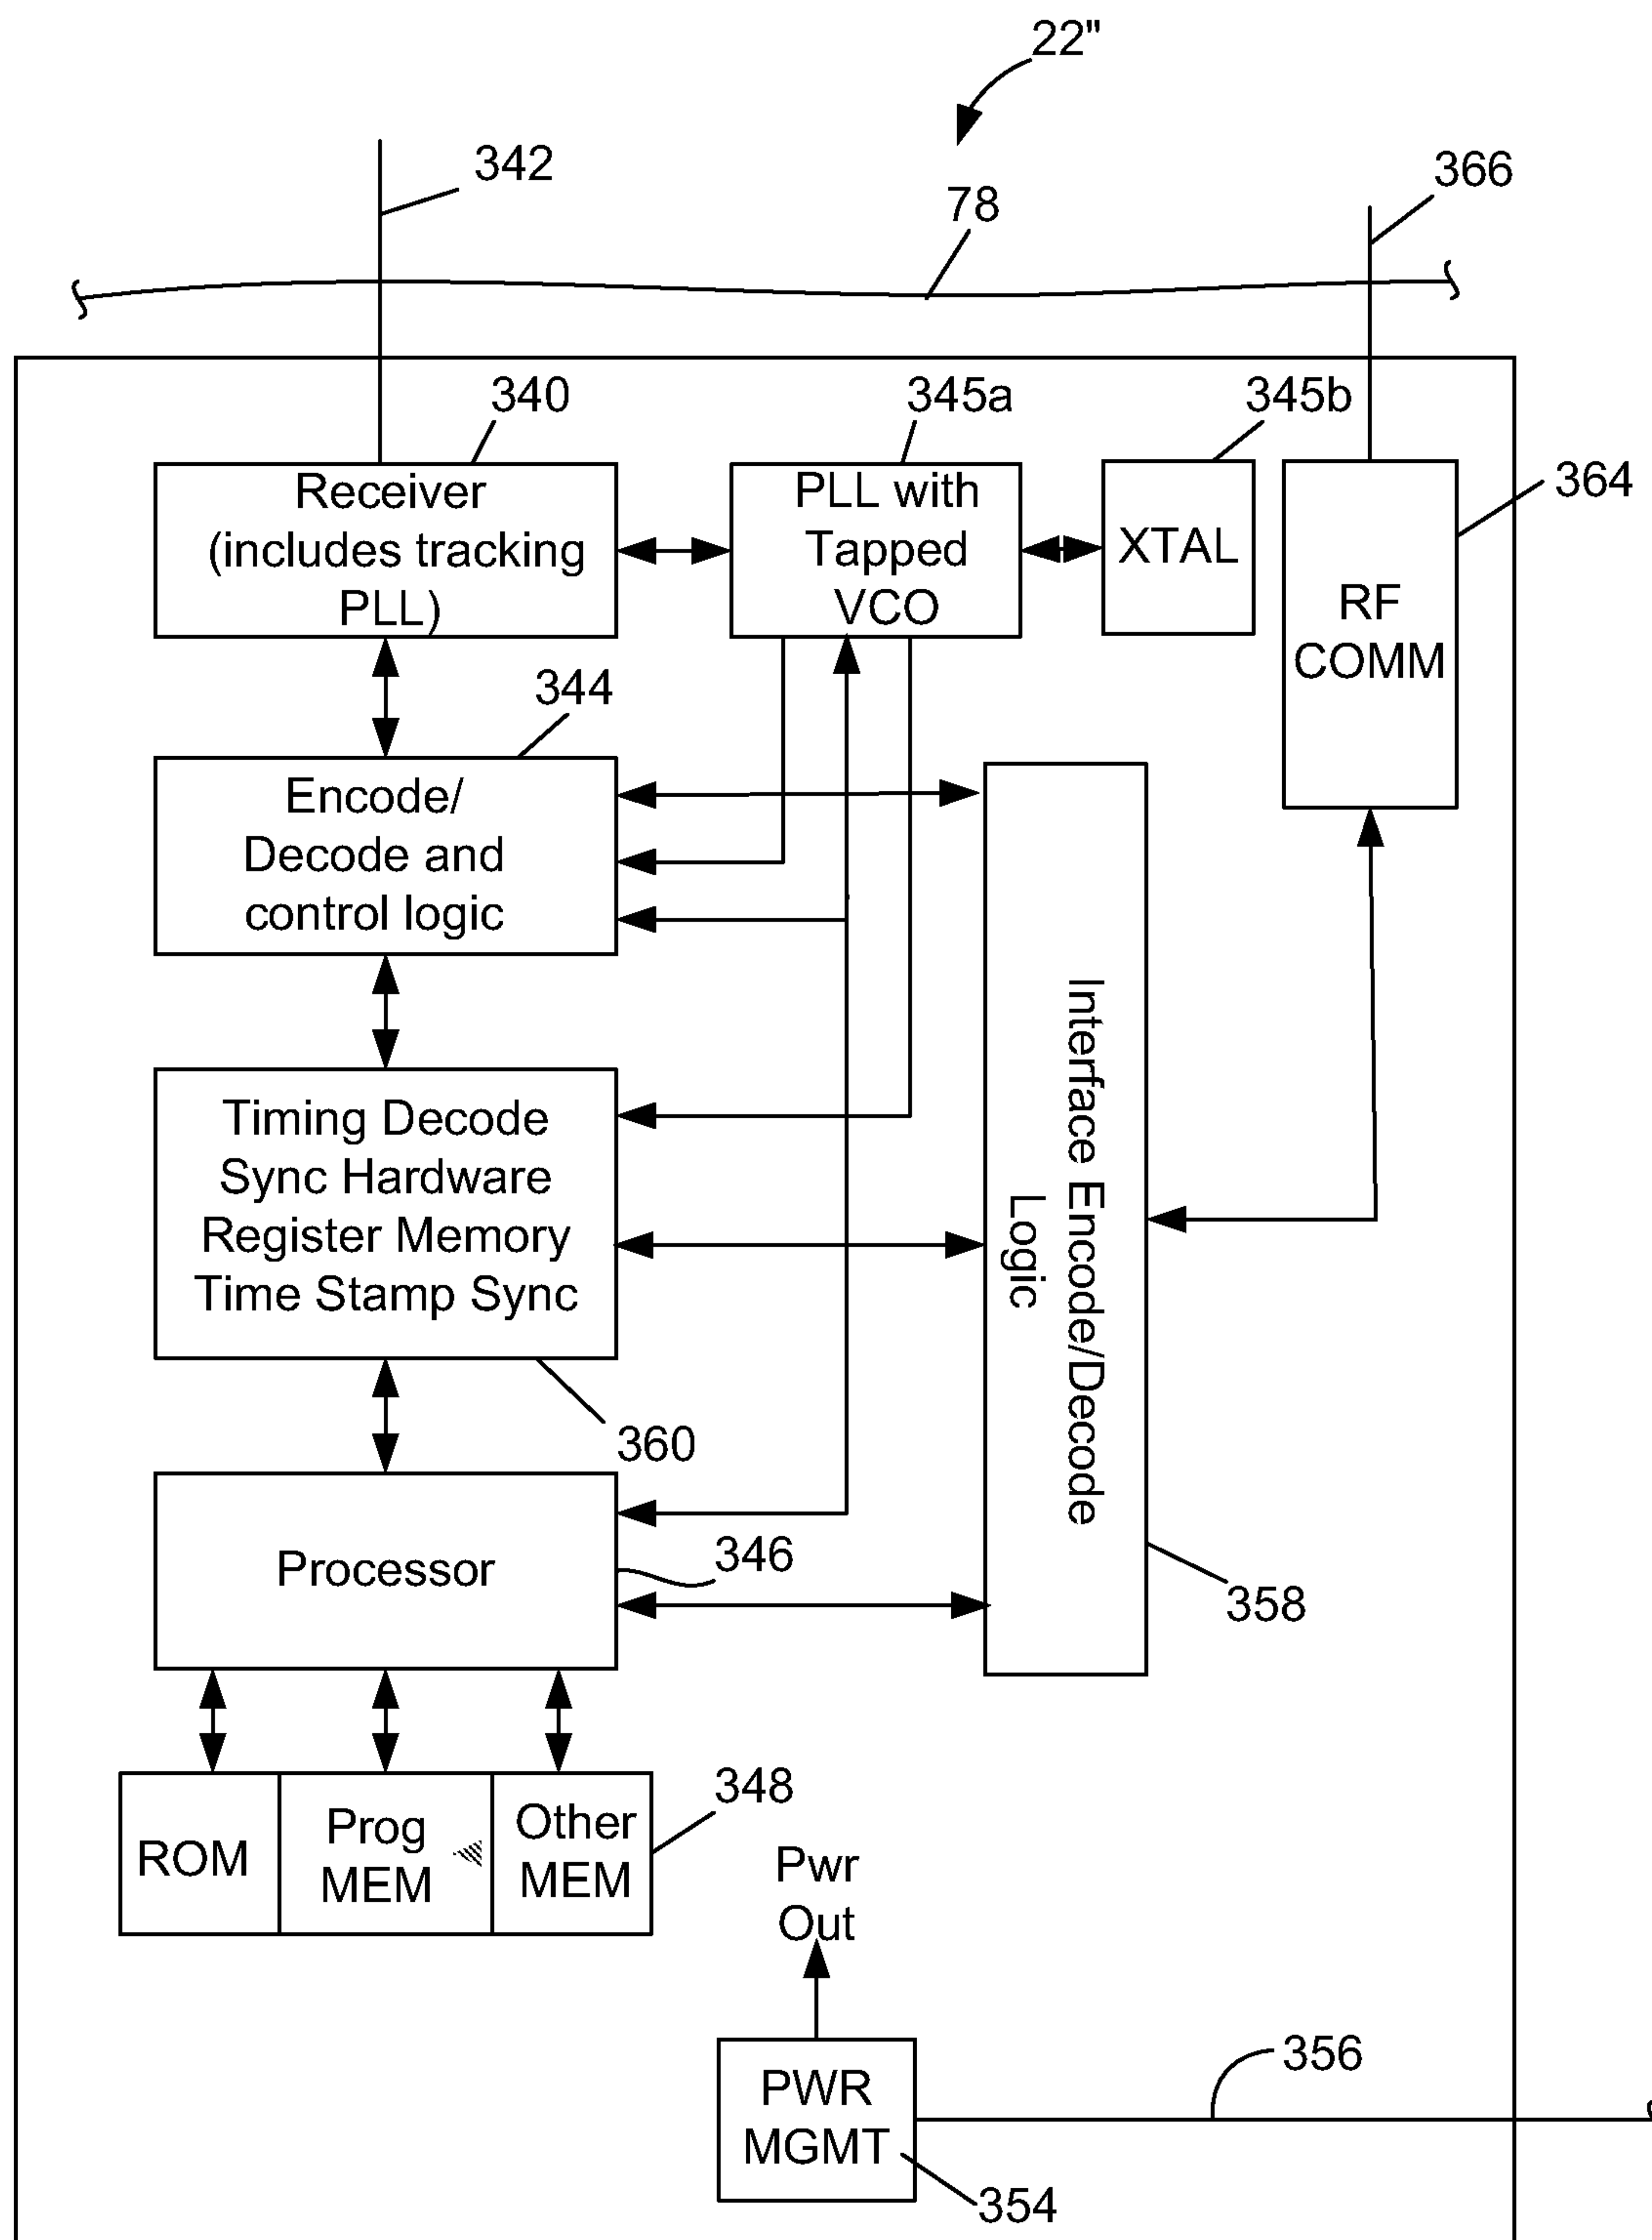 22"
342
366
78
340
345a
345b
364
Receiver
(includes tracking
PLL)
PLL with
Tapped
VCO
XTAL
RF
COMM
344
Encode/
Decode and
control logic
Interface Encode/Decode
Logic
Timing Decode
Sync Hardware
Register Memory
Time Stamp Sync
360
Processor
346
358
ROM
Prog
MEM
Other
MEM
348
Pwr
Out
PWR
MGMT
356
354